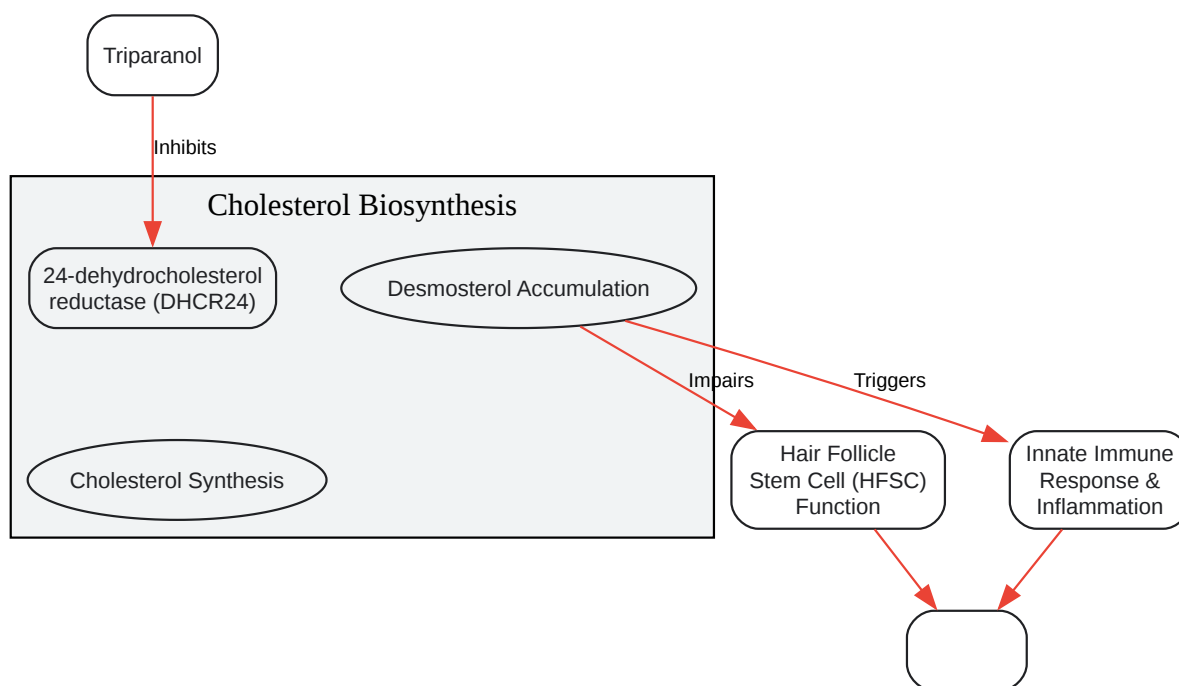 Triparanol
Inhibits
Cholesterol Biosynthesis
24-dehydrocholesterol
reductase (DHCR24)
Desmosterol Accumulation
Impairs
Triggers
Cholesterol Synthesis
Hair Follicle
Stem Cell (HFSC)
Function
Innate Immune
Response &
Inflammation